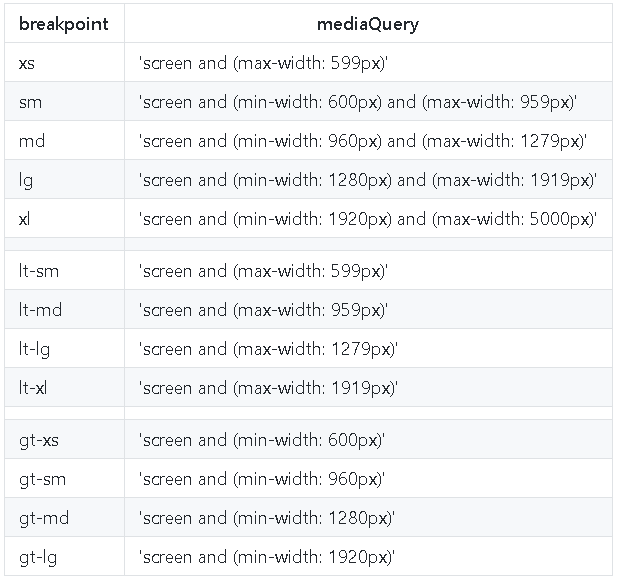 breakpoint mediaQuery
xs 'screen and (max-width: 599px)'
sm 'screen and (min-width: 600px) and (max-width: 959px)'
md 'screen and (min-width: 960px) and (max-width: 1279px)'
lg 'screen and (min-width: 1280px) and (max-width: 1919px)'
xl 'screen and (min-width: 1920px) and (max-width: 5000px)'
lt-sm 'screen and (max-width: 599px)'
lt-md 'screen and (max-width: 959px)'
lt-lg 'screen and (max-width: 1279px)'
lt-xl 'screen and (max-width: 1919px)'
gt-xs 'screen and (min-width: 600px)'
gt-sm 'screen and (min-width: 960px)'
gt-md 'screen and (min-width: 1280px)'
gt-lg 'screen and (min-width: 1920px)'